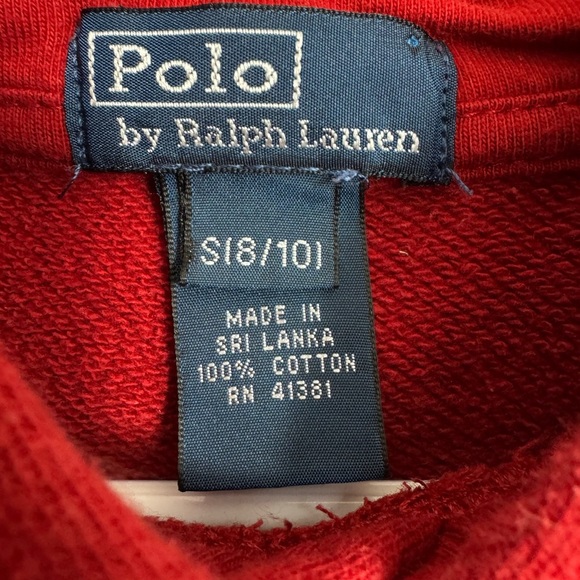 Polo
by Ralph Lauren
S(8/10)
MADE IN
SRI LANKA
100% COTTON
RN 41381